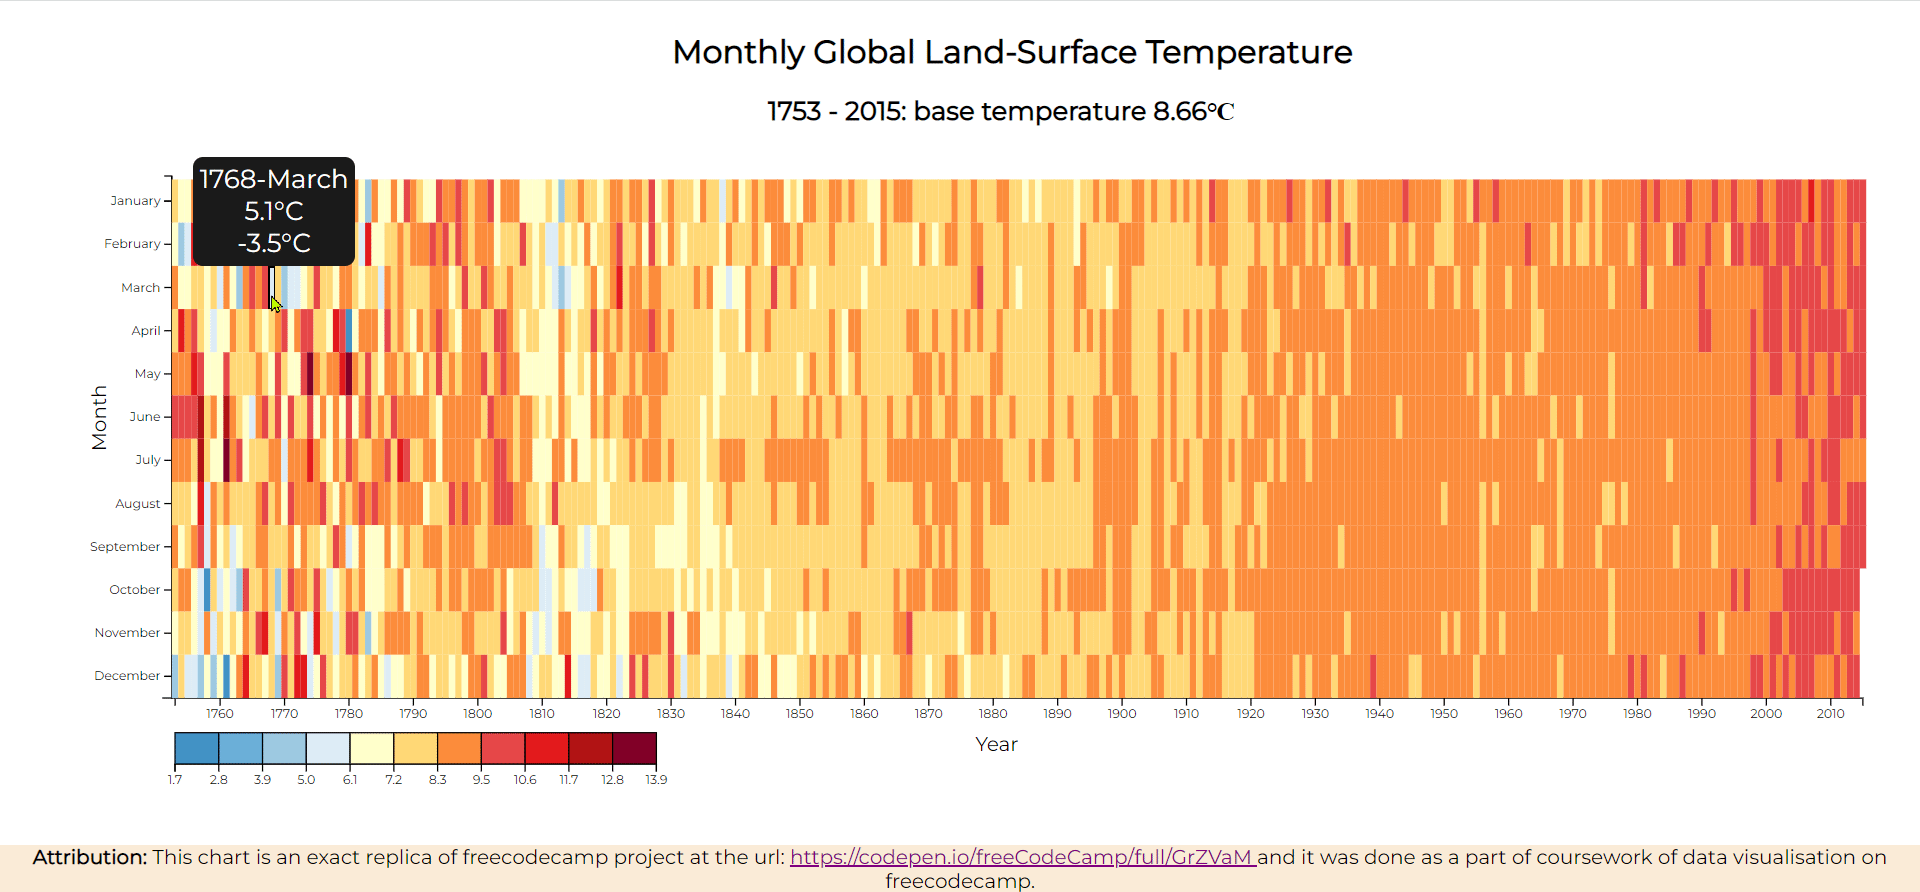 Monthly Global Land-Surface Temperature
1753 - 2015: base temperature 8.66°C
1768-March
5.1°C
-3.5°C
January
February
March
April
May
June
July
August
September
October
November
December
Month
1760 1770 1780 1790 1800 1810 1820 1830 1840 1850 1860 1870 1880 1890 1900 1910 1920 1930 1940 1950 1960 1970 1980 1990 2000 2010
Year
1.7 2.8 3.9 5.0 6.1 7.2 8.3 9.5 10.6 11.7 12.8 13.9
Attribution: This chart is an exact replica of freecodecamp project at the url: https://codepen.io/freeCodeCamp/full/GrZVaM and it was done as a part of coursework of data visualisation on
freecodecamp.